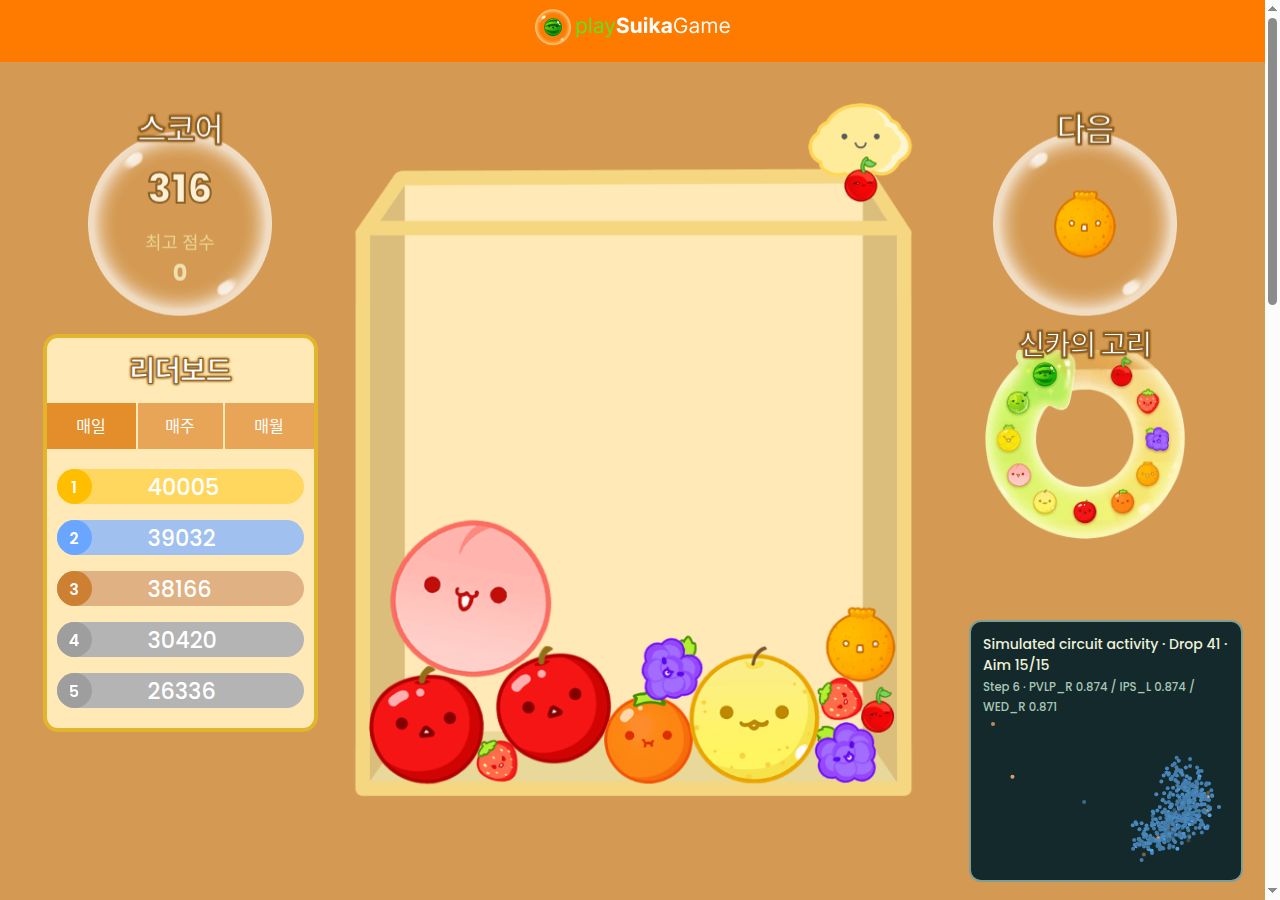 playSuikaGame
스코어
316
최고 점수
0
다음
리더보드
매일 매주 매월
1 40005
2 39032
3 38166
4 30420
5 26336
신카의 고리
Simulated circuit activity · Drop 41 ·
Aim 15/15
Step 6 · PVLP_R 0.874 / IPS_L 0.874 /
WED_R 0.871